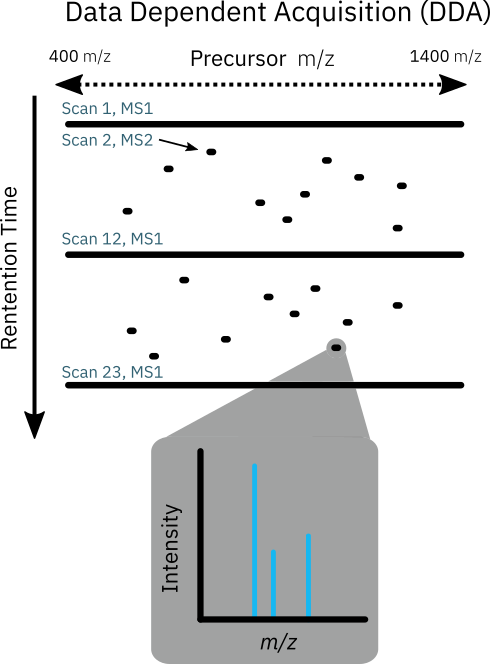 Data Dependent Acquisition (DDA)
400 m/z
Precursor m/z
1400 m/z
Rentention Time
Scan 1, MS1
Scan 2, MS2
Scan 12, MS1
Scan 23, MS1
Intensity
m/z